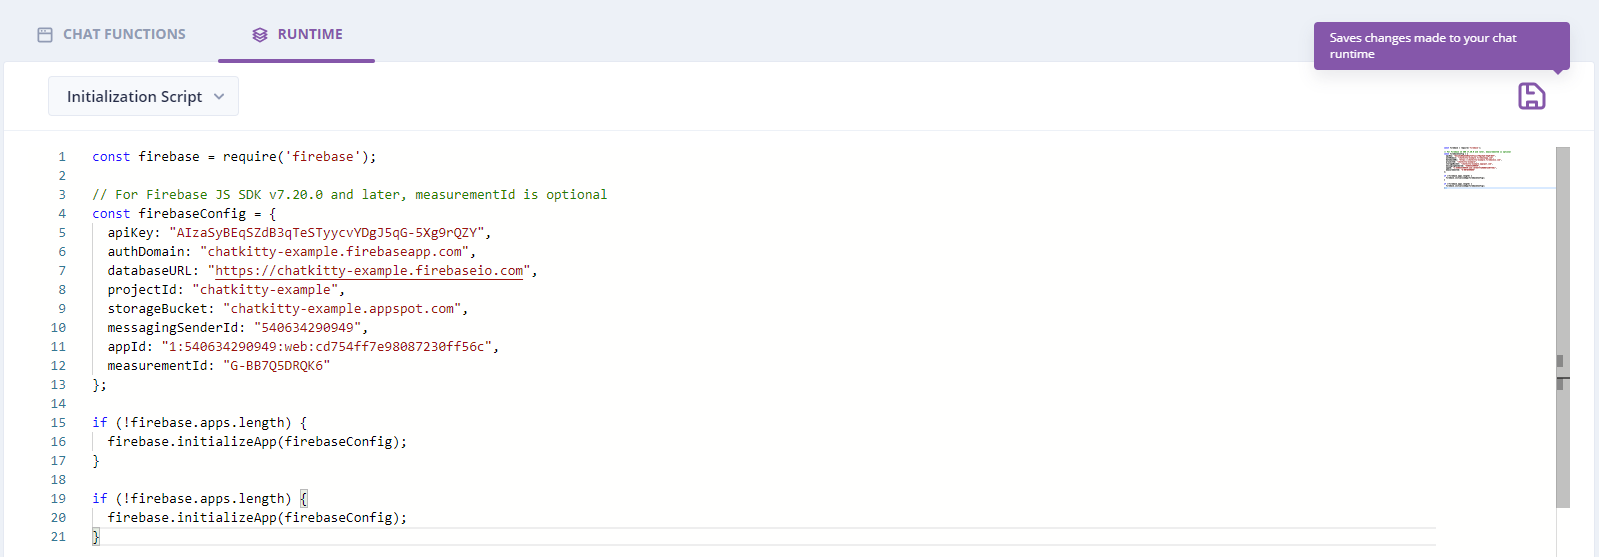 CHAT FUNCTIONS
RUNTIME
Saves changes made to your chat
runtime
Initialization Script
1 const firebase = require('firebase');
2
3 // For Firebase JS SDK v7.20.0 and later, measurementId is optional
4 const firebaseConfig = {
5 apiKey: "AIzaSyBEqSZdB3qTeSTyycvYDgJ5qG-5Xg9rQZY",
6 authDomain: "chatkitty-example.firebaseapp.com",
7 databaseURL: "https://chatkitty-example.firebaseio.com",
8 projectId: "chatkitty-example",
9 storageBucket: "chatkitty-example.appspot.com",
10 messagingSenderId: "540634290949",
11 appId: "1:540634290949:web:cd754ff7e98087230ff56c",
12 measurementId: "G-BB7Q5DRQK6"
13 };
14
15 if (!firebase.apps.length) {
16 firebase.initializeApp(firebaseConfig);
17 }
18
19 if (!firebase.apps.length) {
20 firebase.initializeApp(firebaseConfig);
21 }